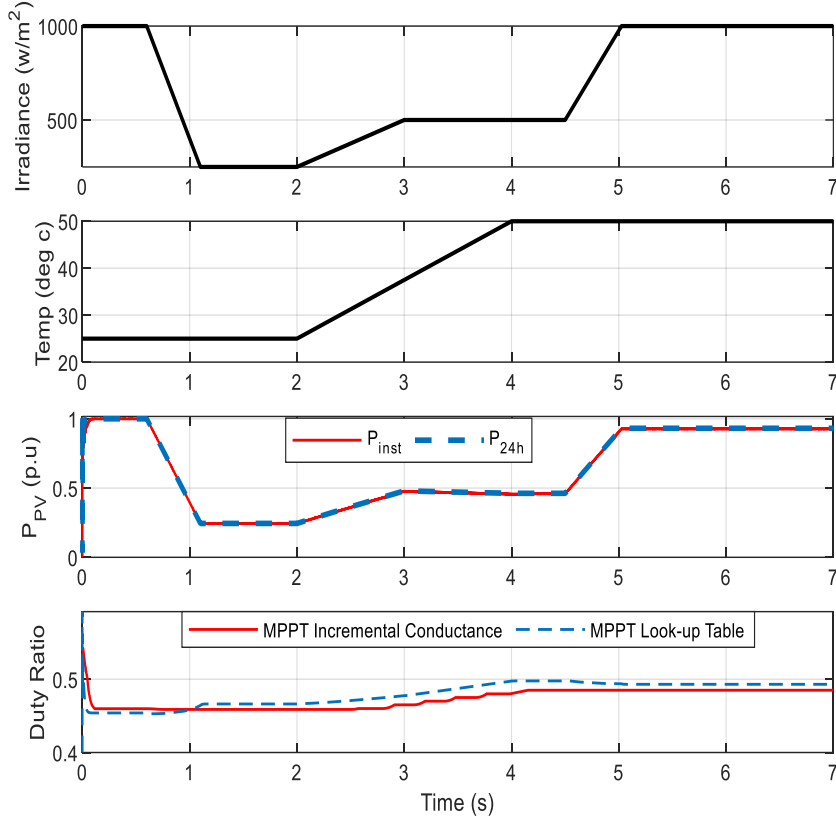 Irradiance (w/m²)
1000
500
0 1 2 3 4 5 6 7
Temp (deg c)
50
40
30
20
0 1 2 3 4 5 6 7
P_PV (p.u)
1
0.5
0
P_inst P_24h
0 1 2 3 4 5 6 7
Duty Ratio
0.5
0.4
MPPT Incremental Conductance MPPT Look-up Table
0 1 2 3 4 5 6 7
Time (s)